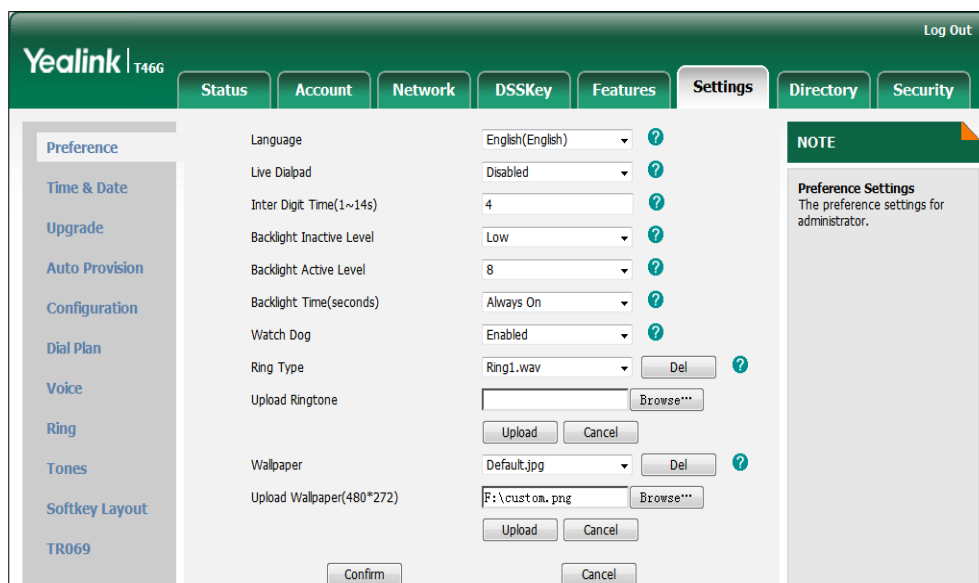 Log Out
Yealink | T46G
Status Account Network DSSKey Features Settings Directory Security
Preference
Time & Date
Upgrade
Auto Provision
Configuration
Dial Plan
Voice
Ring
Tones
Softkey Layout
TR069
Language English(English) ?
Live Dialpad Disabled ?
Inter Digit Time(1~14s) 4 ?
Backlight Inactive Level Low ?
Backlight Active Level 8 ?
Backlight Time(seconds) Always On ?
Watch Dog Enabled ?
Ring Type Ring1.wav Del ?
Upload Ringtone Browse···
Upload Cancel
Wallpaper Default.jpg Del ?
Upload Wallpaper(480*272) F:\custom.png Browse···
Upload Cancel
Confirm Cancel
NOTE
Preference Settings
The preference settings for
administrator.